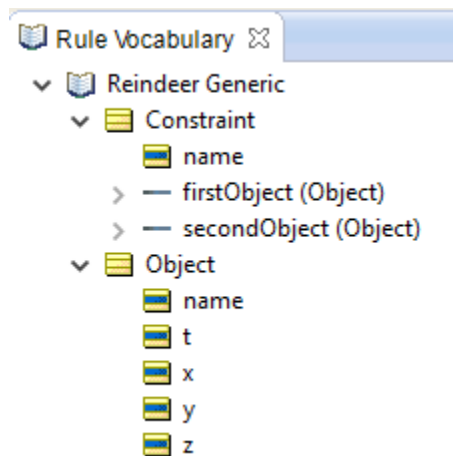 Rule Vocabulary
Reindeer Generic
Constraint
name
firstObject (Object)
secondObject (Object)
Object
name
t
x
y
z